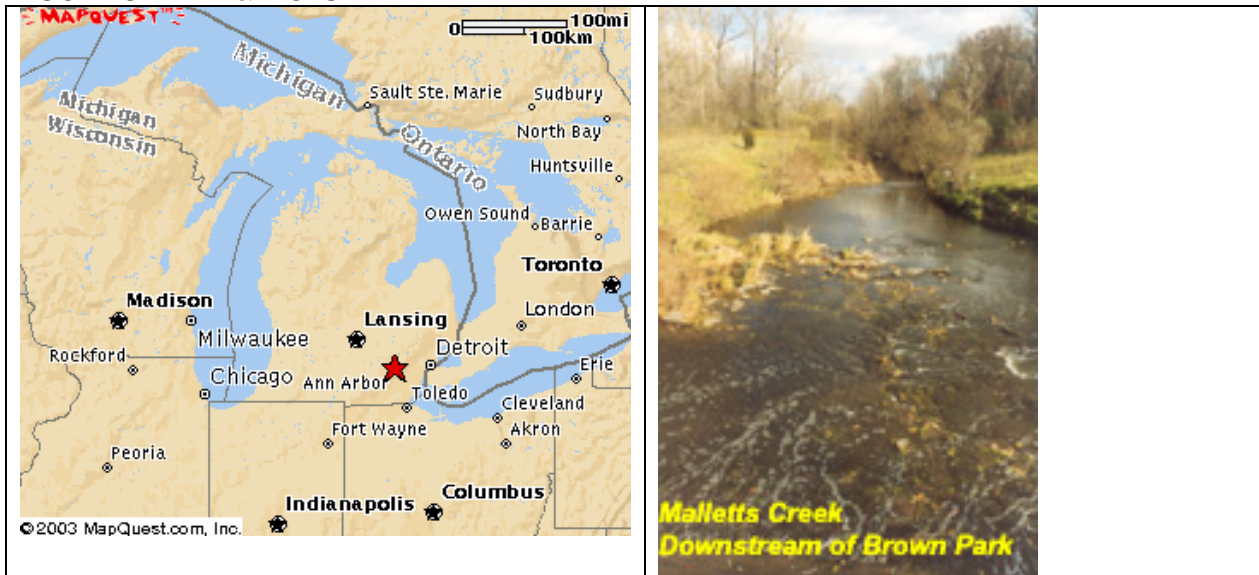 MAPQUEST
0 100mi
100km
Michigan
Sault Ste. Marie
Sudbury
Michigan
Wisconsin
North Bay
Ontario
Huntsville
Owen Sound
Barrie
Toronto
Madison
London
Lansing
Milwaukee
Detroit
Rockford
Erie
Chicago
Ann Arbor
Toledo
Cleveland
Fort Wayne
Akron
Peoria
Columbus
Indianapolis
©2003 MapQuest.com, Inc.
Malletts Creek
Downstream of Brown Park